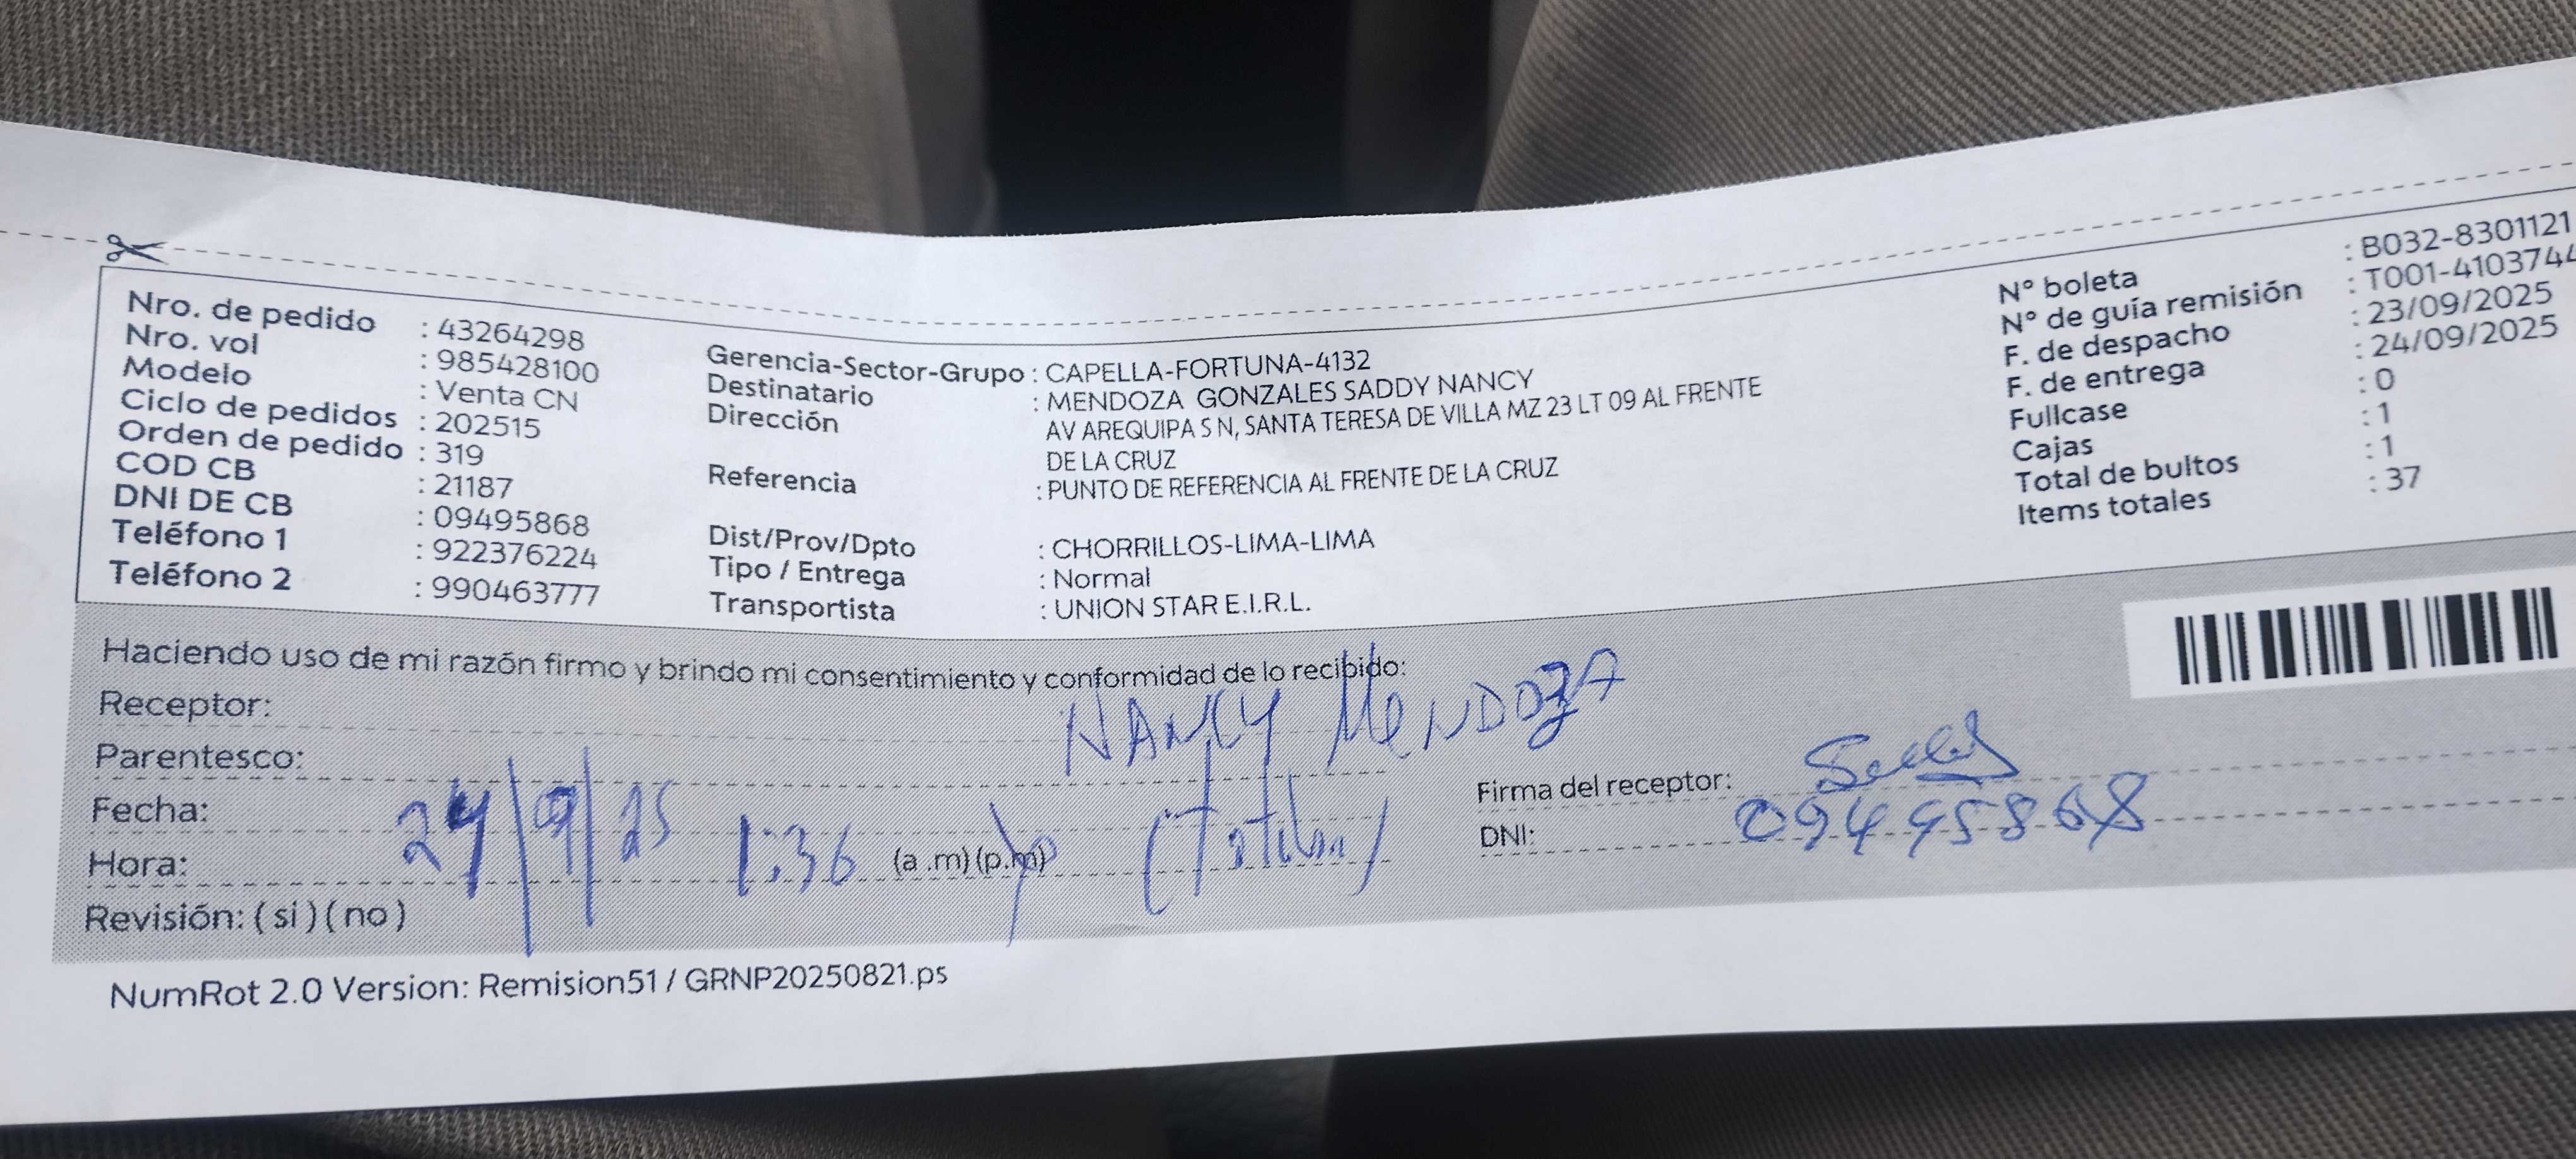 Nro. de pedido : 43264298
Nro. vol : 985428100
Modelo : Venta CN
Ciclo de pedidos : 202515
Orden de pedido : 319
COD CB : 21187
DNI DE CB : 09495868
Teléfono 1 : 922376224
Teléfono 2 : 990463777
Gerencia-Sector-Grupo : CAPELLA-FORTUNA-4132
Destinatario : MENDOZA GONZALES SADDY NANCY
Dirección AV AREQUIPA S N, SANTA TERESA DE VILLA MZ 23 LT 09 AL FRENTE
DE LA CRUZ
Referencia : PUNTO DE REFERENCIA AL FRENTE DE LA CRUZ
Dist/Prov/Dpto : CHORRILLOS-LIMA-LIMA
Tipo / Entrega : Normal
Transportista : UNION STAR E.I.R.L.
N° boleta : B032-8301121
N° de guía remisión : T001-4103744
F. de despacho : 23/09/2025
F. de entrega : 24/09/2025
Fullcase : 0
Cajas : 1
Total de bultos : 1
Items totales : 37
Haciendo uso de mi razón firmo y brindo mi consentimiento y conformidad de lo recibido:
Receptor: NANCY MENDOZA
Parentesco:
Fecha: 24/09/25
Hora: 1:36 (a .m) (p.m)
Revisión: ( si ) ( no )
Firma del receptor:
DNI: 09495868
NumRot 2.0 Version: Remision51 / GRNP20250821.ps